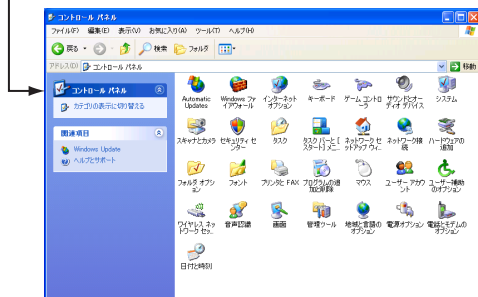 コントロール パネル
ファイル(F) 編集(E) 表示(V) お気に入り(A) ツール(T) ヘルプ(H)
戻る 検索 フォルダ
アドレス(D) コントロール パネル 移動
コントロール パネル
カテゴリの表示に切り替える
関連項目
Windows Update
ヘルプとサポート
Automatic Updates
Windows ファイアウォール
インターネット オプション
キーボード
ゲーム コントローラ
サウンドとオーディオ デバイス
システム
スキャナとカメラ
セキュリティ センター
タスク
タスク バーと [スタート] メニ...
ネットワーク セットアップ ウィ...
ネットワーク接続
ハードウェアの追加
フォルダ オプション
フォント
プリンタと FAX
プログラムの追加と削除
マウス
ユーザー アカウント
ユーザー補助のオプション
ワイヤレス ネットワーク セッ...
音声認識
画面
管理ツール
地域と言語のオプション
電源オプション
電話とモデムのオプション
日付と時刻